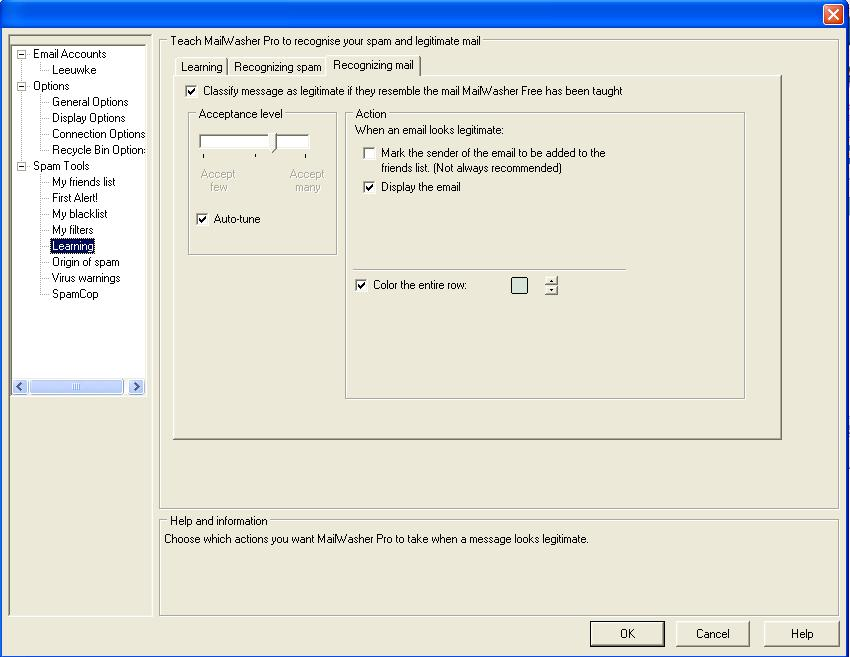 Email Accounts
Leeuwke
Options
General Options
Display Options
Connection Options
Recycle Bin Option
Spam Tools
My friends list
First Alert!
My blacklist
My filters
Learning
Origin of spam
Virus warnings
SpamCop
Teach MailWasher Pro to recognise your spam and legitimate mail
Learning
Recognizing spam
Recognizing mail
Classify message as legitimate if they resemble the mail MailWasher Free has been taught
Acceptance level
Accept
few
Accept
many
Auto-tune
Action
When an email looks legitimate:
Mark the sender of the email to be added to the
friends list. (Not always recommended)
Display the email
Color the entire row:
Help and information
Choose which actions you want MailWasher Pro to take when a message looks legitimate.
OK
Cancel
Help